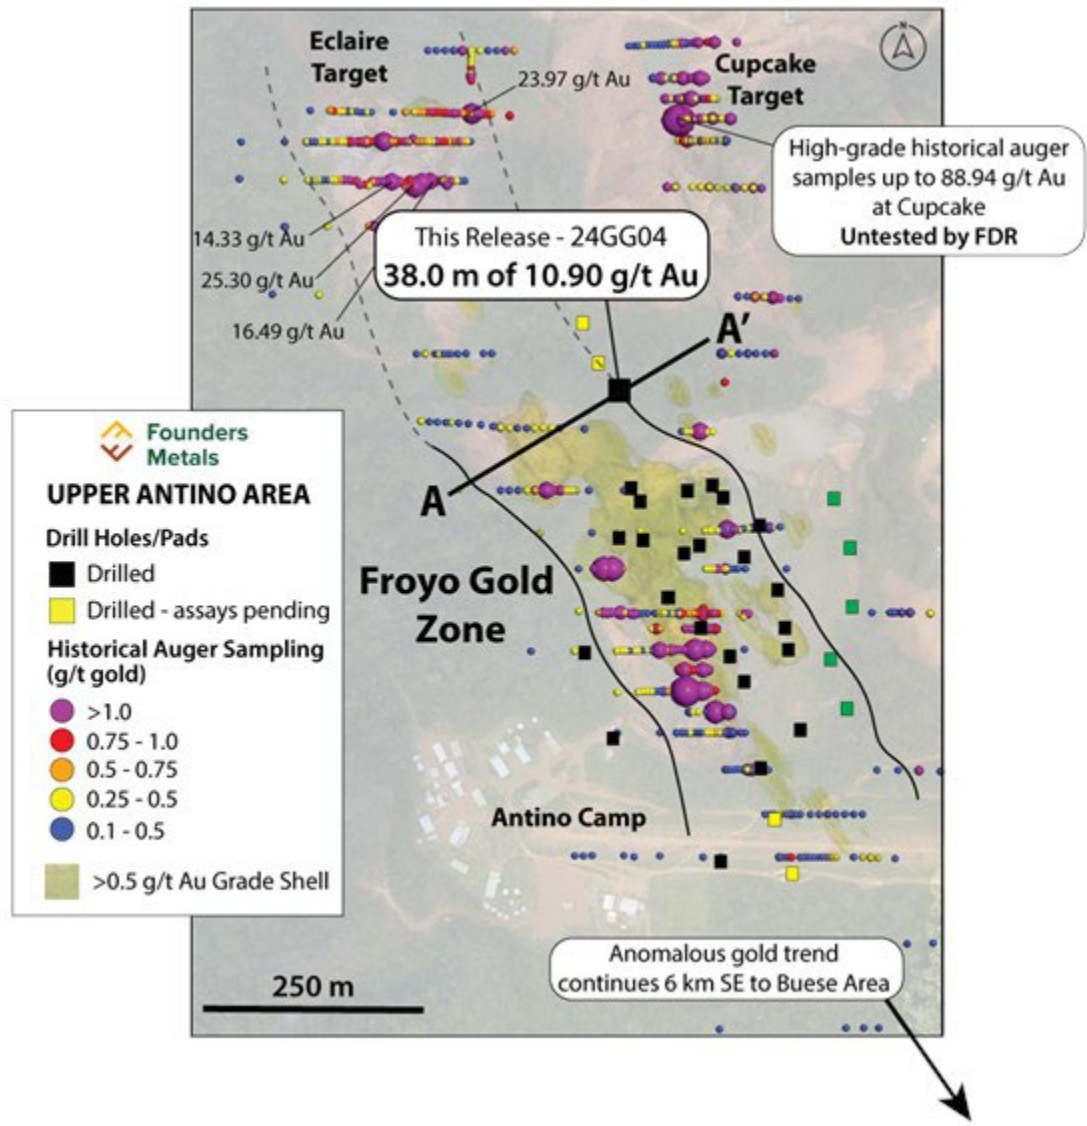 N
Eclaire
Target
Cupcake
Target
23.97 g/t Au
High-grade historical auger
samples up to 88.94 g/t Au
at Cupcake
Untested by FDR
14.33 g/t Au
25.30 g/t Au
16.49 g/t Au
This Release - 24GG04
38.0 m of 10.90 g/t Au
A'
A
Froyo Gold
Zone
Founders
Metals
UPPER ANTINO AREA
Drill Holes/Pads
Drilled
Drilled - assays pending
Historical Auger Sampling
(g/t gold)
>1.0
0.75 - 1.0
0.5 - 0.75
0.25 - 0.5
0.1 - 0.5
>0.5 g/t Au Grade Shell
Antino Camp
Anomalous gold trend
continues 6 km SE to Buese Area
250 m